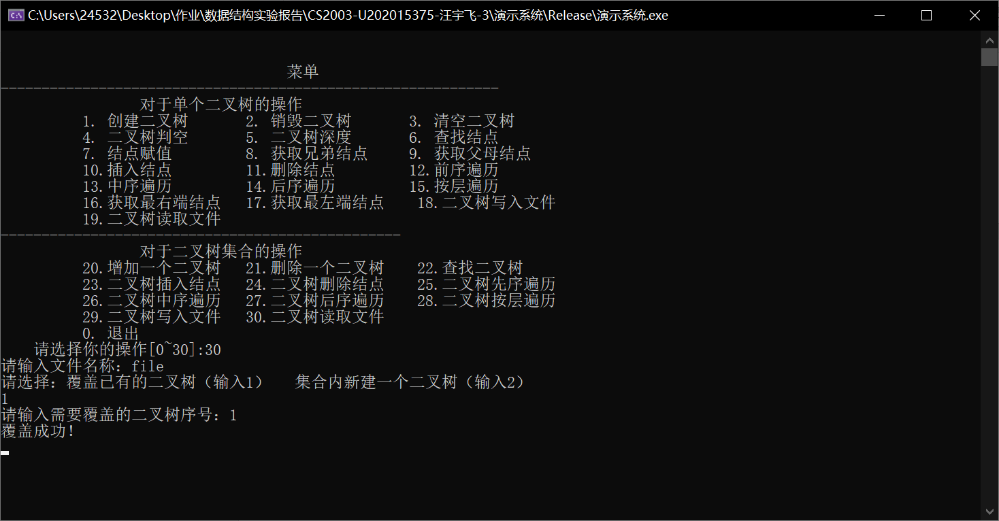 C:\Users\24532\Desktop\作业\数据结构实验报告\CS2003-U202015375-汪宇飞-3\演示系统\Release\演示系统.exe
菜单
-------------------------------------------------------------
对于单个二叉树的操作
1. 创建二叉树 2. 销毁二叉树 3. 清空二叉树
4. 二叉树判空 5. 二叉树深度 6. 查找结点
7. 结点赋值 8. 获取兄弟结点 9. 获取父母结点
10.插入结点 11.删除结点 12.前序遍历
13.中序遍历 14.后序遍历 15.按层遍历
16.获取最右端结点 17.获取最左端结点 18.二叉树写入文件
19.二叉树读取文件
-------------------------------------------------
对于二叉树集合的操作
20.增加一个二叉树 21.删除一个二叉树 22.查找二叉树
23.二叉树插入结点 24.二叉树删除结点 25.二叉树先序遍历
26.二叉树中序遍历 27.二叉树后序遍历 28.二叉树按层遍历
29.二叉树写入文件 30.二叉树读取文件
0. 退出
请选择你的操作[0~30]:30
请输入文件名称：file
请选择：覆盖已有的二叉树（输入1） 集合内新建一个二叉树（输入2）
1
请输入需要覆盖的二叉树序号：1
覆盖成功！